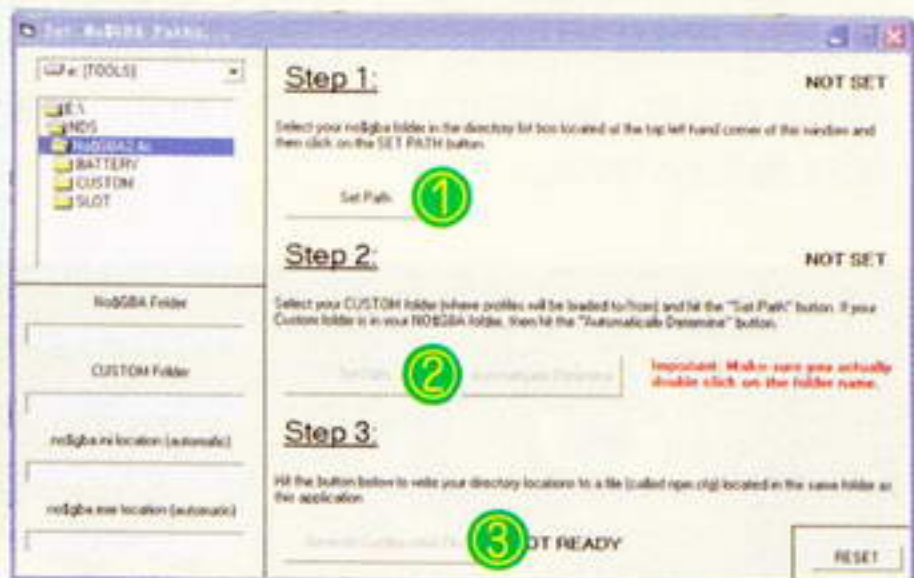 Set No$GBA Paths...
e: [TOOLS]
E:\
NDS
No$GBA2.4c
BATTERY
CUSTOM
SLOT
No$GBA Folder
CUSTOM Folder
no$gba.ini location (automatic)
no$gba.exe location (automatic)
Step 1:
NOT SET
Select your no$gba folder in the directory list box located at the top left hand corner of this window and
then click on the SET PATH button.
Set Path
1
Step 2:
NOT SET
Select your CUSTOM folder (where profiles will be loaded to/from) and hit the "Set Path" button. If your
Custom folder is in your NO$GBA folder, then hit the "Automatically Determine" button.
Set Path
2
Automatically Determine
Important: Make sure you actually
double click on the folder name.
Step 3:
Hit the button below to write your directory locations to a file (called npm.cfg) located in the same folder as
this application
3
OT READY
RESET